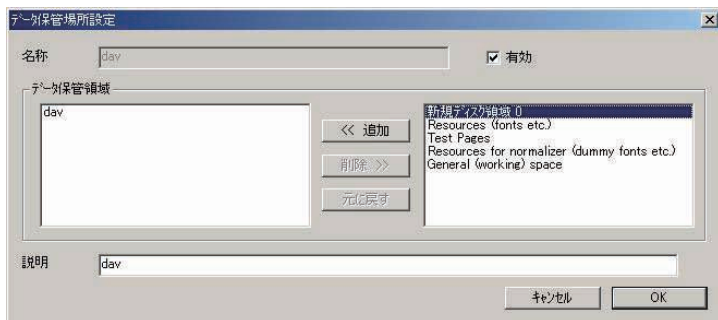 データ保管場所設定
名称
dav
有効
データ保管領域
dav
<< 追加
削除 >>
元に戻す
新規ディスク領域 0
Resources (fonts etc.)
Test Pages
Resources for normalizer (dummy fonts etc.)
General (working) space
説明
dav
キャンセル
OK